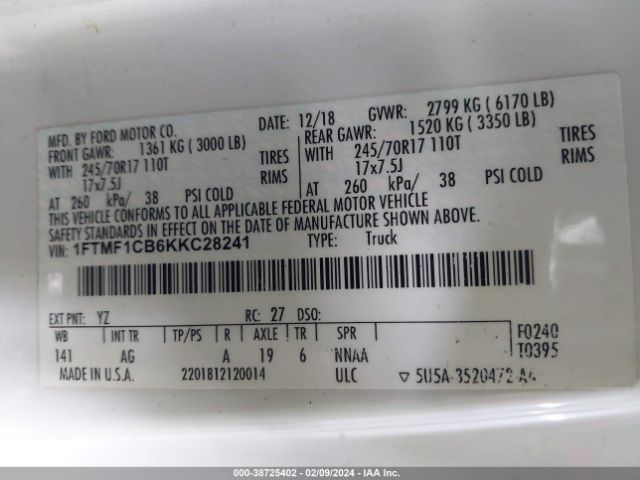 MFD. BY FORD MOTOR CO. DATE: 12/18 GVWR: 2799 KG ( 6170 LB)
FRONT GAWR: 1361 KG ( 3000 LB) REAR GAWR: 1520 KG ( 3350 LB)
WITH 245/70R17 110T TIRES WITH 245/70R17 110T TIRES
17x7.5J RIMS 17x7.5J RIMS
AT 260 kPa/ 38 PSI COLD AT 260 kPa/ 38 PSI COLD
THIS VEHICLE CONFORMS TO ALL APPLICABLE FEDERAL MOTOR VEHICLE
SAFETY STANDARDS IN EFFECT ON THE DATE OF MANUFACTURE SHOWN ABOVE.
VIN: 1FTMF1CB6KKC28241 TYPE: Truck
EXT PNT: YZ RC: 27 DSO:
WB INT TR TP/PS R AXLE TR SPR F0240
141 AG A 19 6 NNAA T0395
MADE IN U.S.A. 2201812120014 ULC ▽ 5U5A-3520472-AA
000-38725402 - 02/09/2024 - IAA Inc.